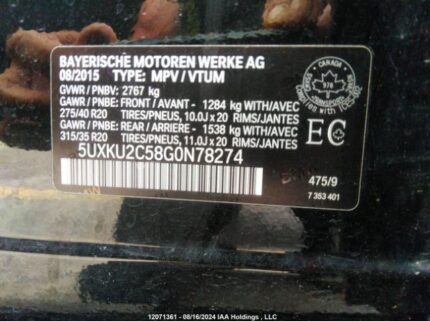 BAYERISCHE MOTOREN WERKE AG
08/2015 TYPE: MPV / VTUM
GVWR / PNBV: 2767 kg
GAWR / PNBE: FRONT / AVANT - 1284 kg WITH/AVEC
275/40 R20 TIRES/PNEUS, 10.0J x 20 RIMS/JANTES
GAWR / PNBE: REAR / ARRIERE - 1538 kg WITH/AVEC
315/35 R20 TIRES/PNEUS, 11.0J x 20 RIMS/JANTES
5UXKU2C58G0N78274
CANADA
978
TRANSPORT
EC
475/9
7 353 401
12071361 - 08/16/2024 IAA Holdings , LLC